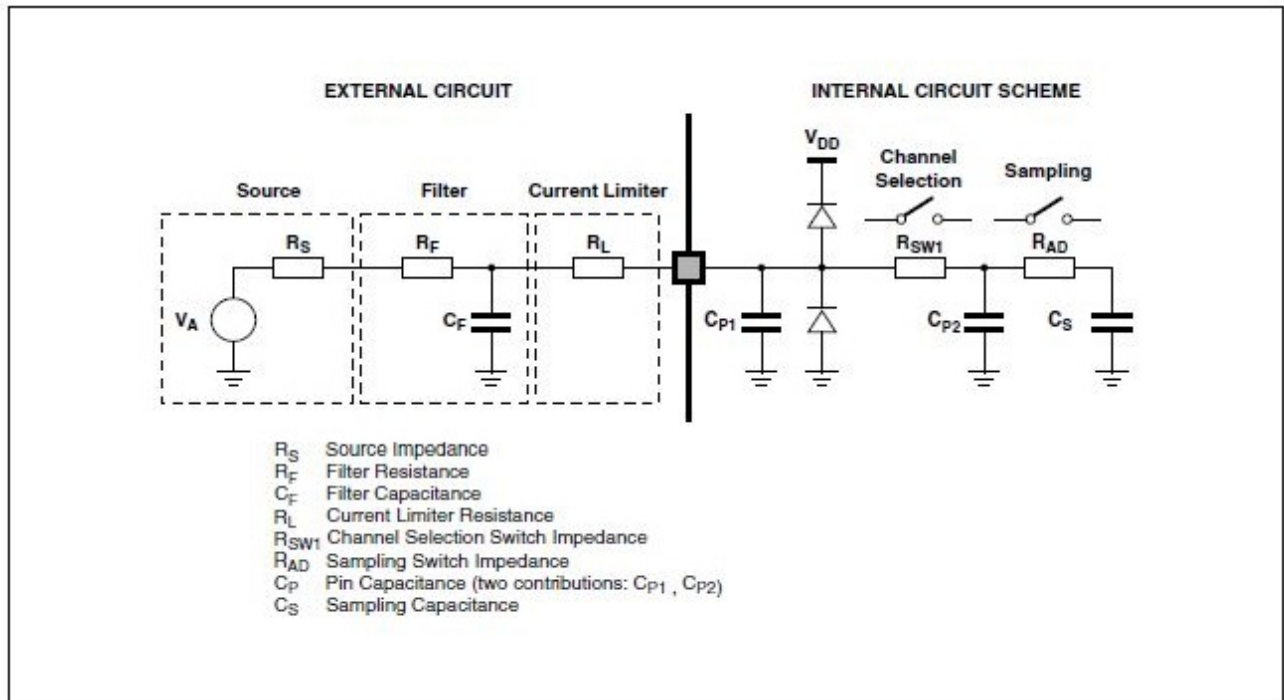 EXTERNAL CIRCUIT
INTERNAL CIRCUIT SCHEME
VDD
Channel
Selection
Sampling
Source
Filter
Current Limiter
RS
RF
RL
RSW1
RAD
VA
CF
CP1
CP2
CS
RS Source Impedance
RF Filter Resistance
CF Filter Capacitance
RL Current Limiter Resistance
RSW1 Channel Selection Switch Impedance
RAD Sampling Switch Impedance
CP Pin Capacitance (two contributions: CP1 , CP2)
CS Sampling Capacitance